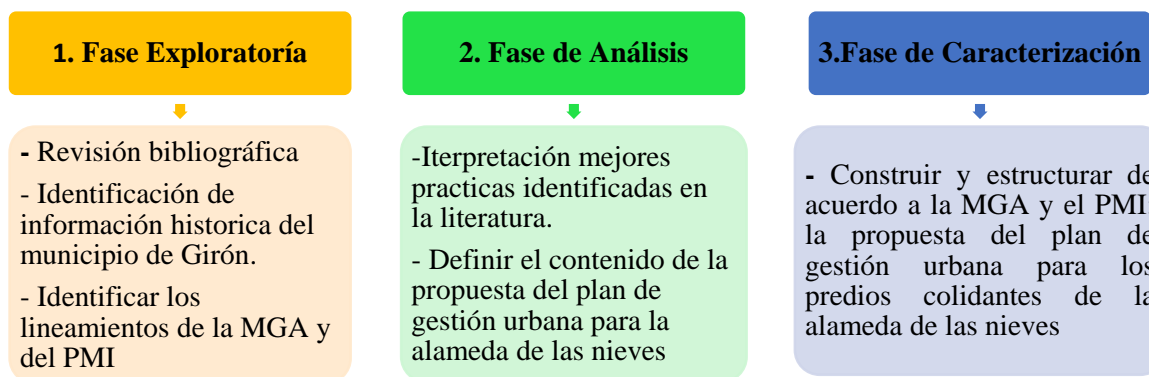 1. Fase Exploratoría
- Revisión bibliográfica
- Identificación de
información historica del
municipio de Girón.
- Identificar los
lineamientos de la MGA y
del PMI
2. Fase de Análisis
-Iterpretación mejores
practicas identificadas en
la literatura.
- Definir el contenido de la
propuesta del plan de
gestión urbana para la
alameda de las nieves
3.Fase de Caracterización
- Construir y estructurar de
acuerdo a la MGA y el PMI
la propuesta del plan de
gestión urbana para los
predios colidantes de la
alameda de las nieves